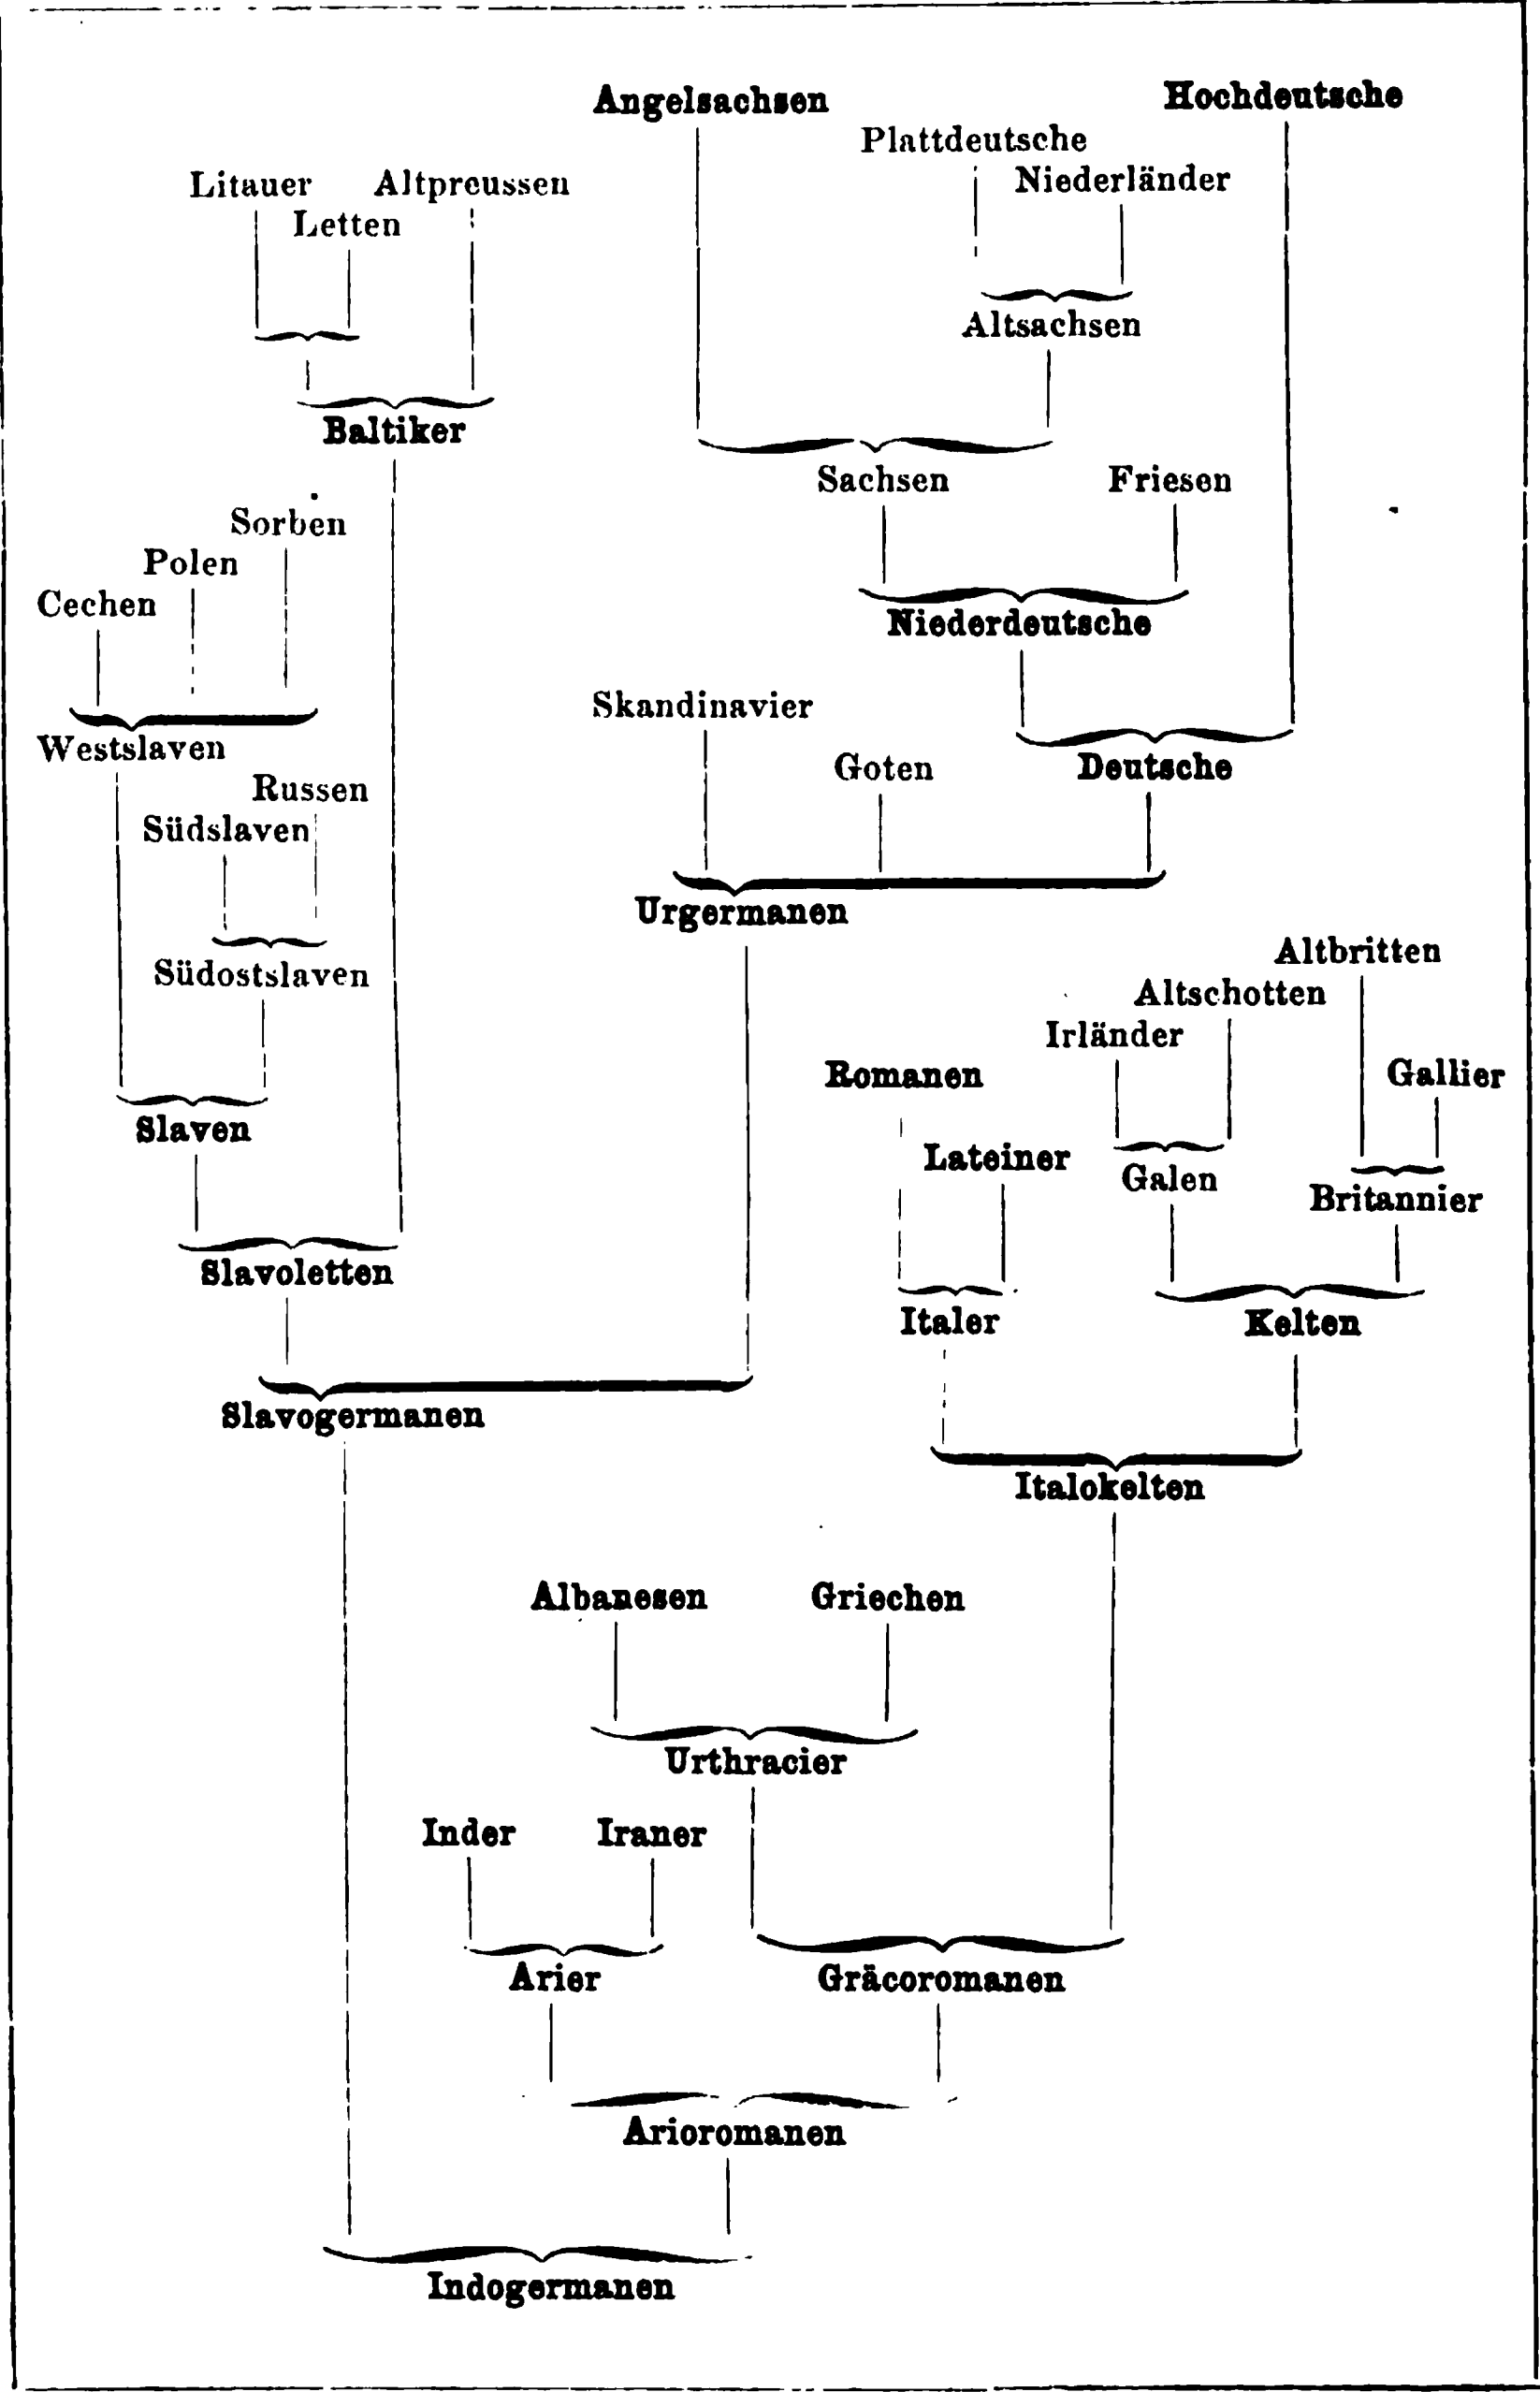 Hochdeutsche
Angelsachsen
Plattdeutsche
Niederländer
Litauer
Altpreussen
Letten
Altsachsen
Baltiker
Sachsen
Friesen
Sorben
Polen
Cechen
Niederdeutsche
Skandinavier
Westslaven
Goten
Deutsche
Russen
Südslaven
Urgermanen
Altbritten
Südostslaven
Altschotten
Irländer
Romanen
Gallier
Slaven
Lateiner
Galen
Britannier
Slavoletten
Italer
Kelten
Slavogermanen
Italokelten
Albanesen
Griechen
Urthracier
Inder
Iraner
Arier
Gräcoromanen
Arioromanen
Indogermanen